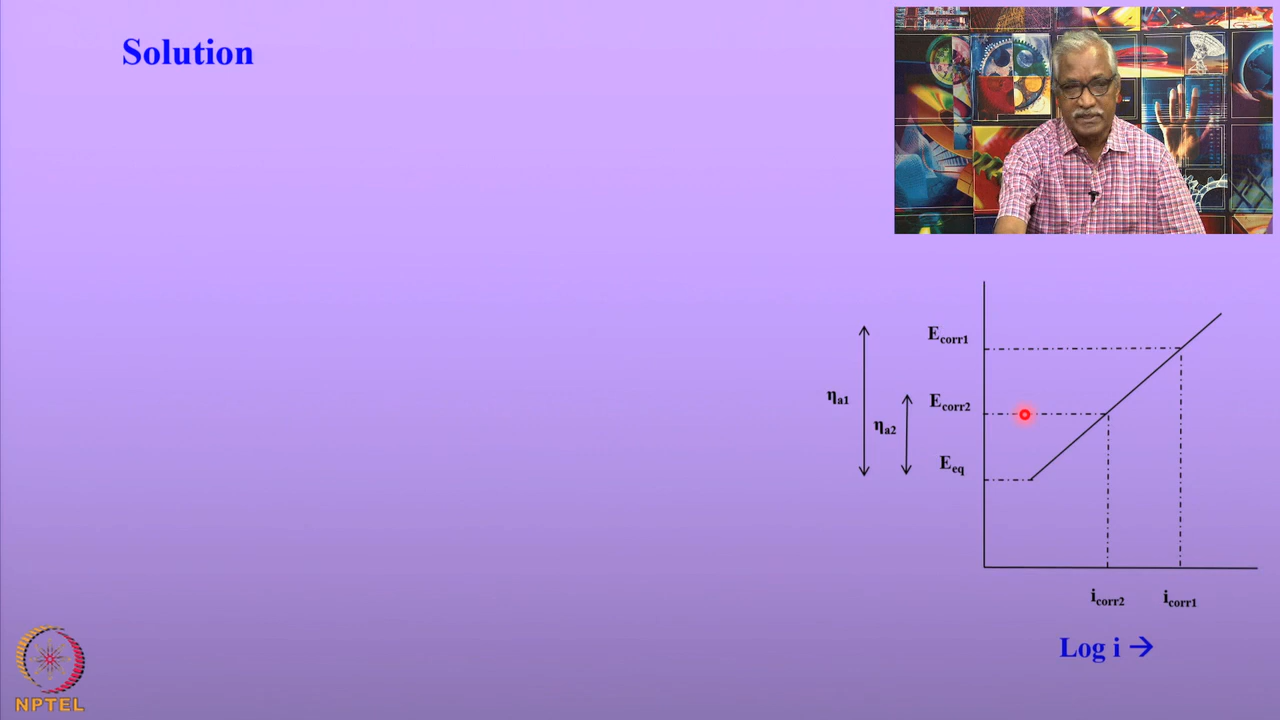 Solution
Ecorr1
ηa1
Ecorr2
ηa2
Eeq
icorr2 icorr1
Log i →
NPTEL